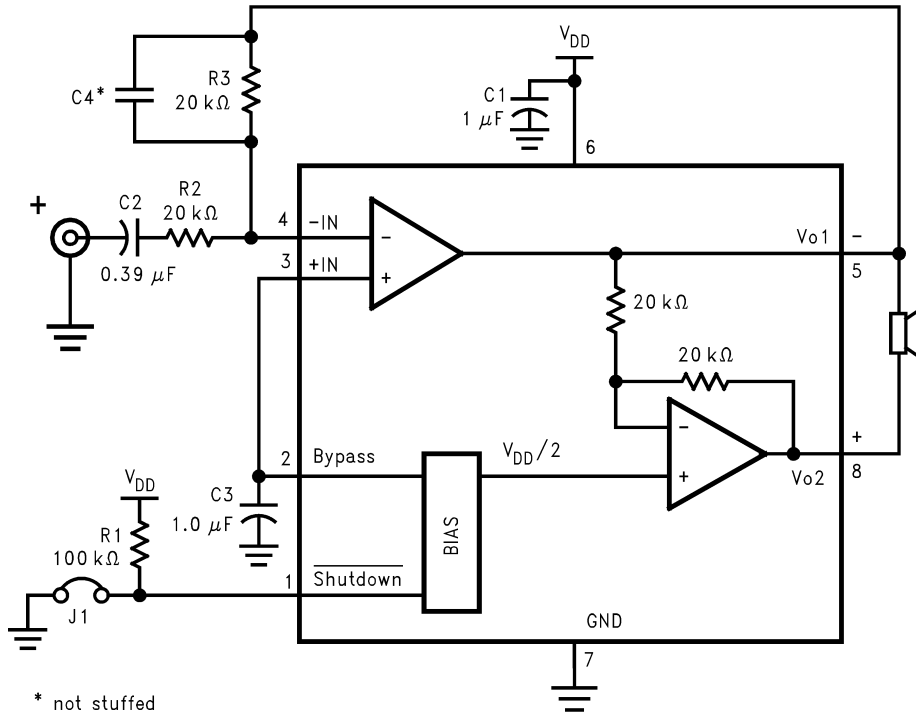 V_DD
R3
20 kΩ
C4*
C1
1 μF
6
C2
R2
20 kΩ
+
0.39 μF
4
-IN
3
+IN
-
+
Vo1
-
5
20 kΩ
20 kΩ
2
Bypass
V_DD/2
-
+
+
8
Vo2
C3
1.0 μF
V_DD
R1
100 kΩ
BIAS
1
Shutdown
J1
GND
7
* not stuffed